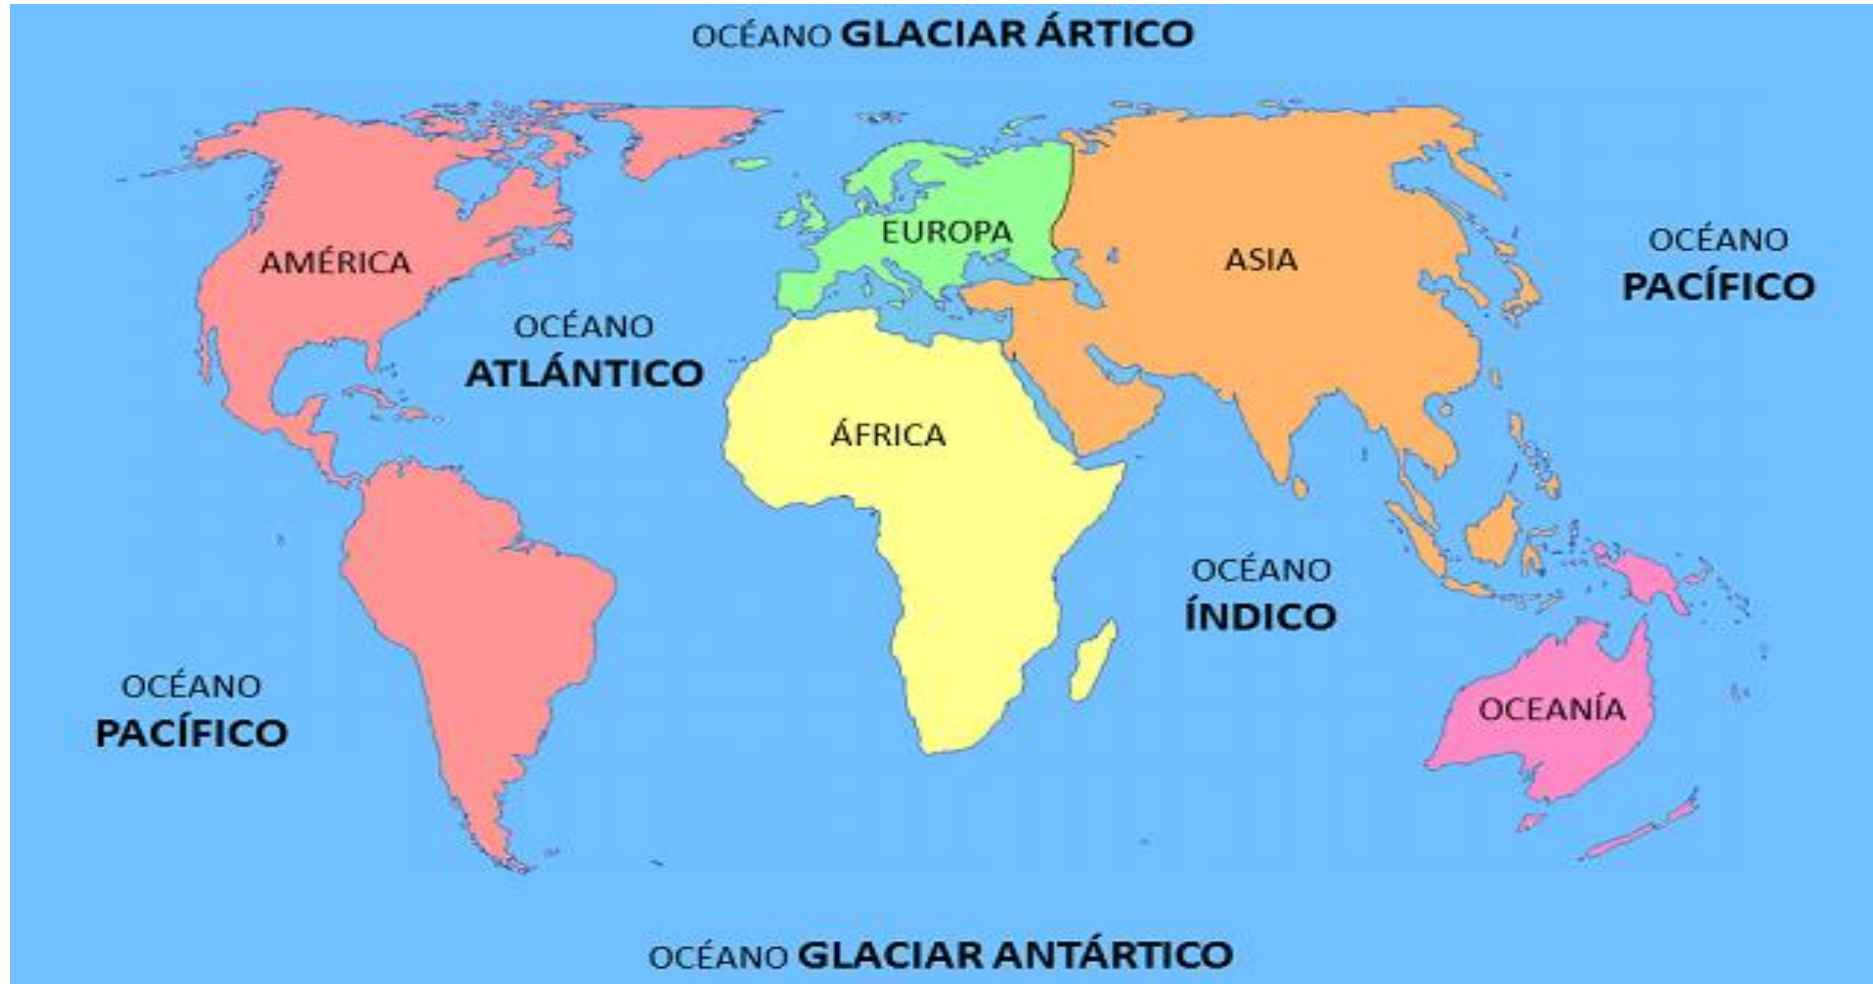 OCÉANO GLACIAR ÁRTICO
EUROPA
AMÉRICA
ASIA
OCÉANO
PACÍFICO
OCÉANO
ATLÁNTICO
ÁFRICA
OCÉANO
ÍNDICO
OCÉANO
PACÍFICO
OCEANÍA
OCÉANO GLACIAR ANTÁRTICO